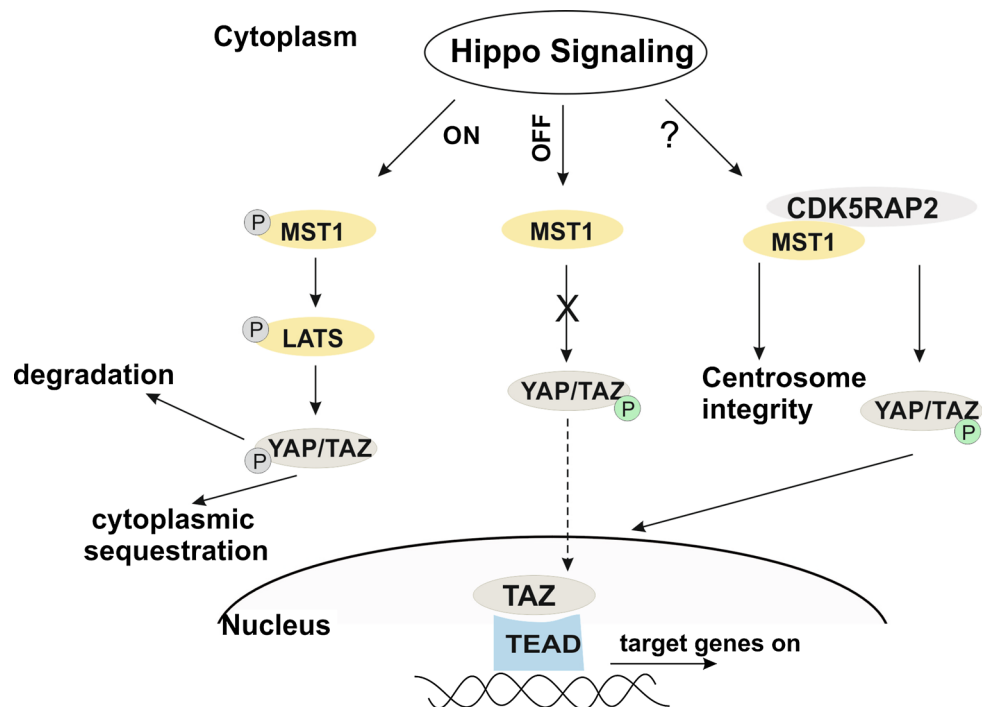 Cytoplasm
Hippo Signaling
ON
OFF
?
P
MST1
MST1
CDK5RAP2
MST1
P
LATS
X
degradation
YAP/TAZ
P
Centrosome
integrity
YAP/TAZ
P
P
YAP/TAZ
cytoplasmic
sequestration
Nucleus
TAZ
TEAD
target genes on